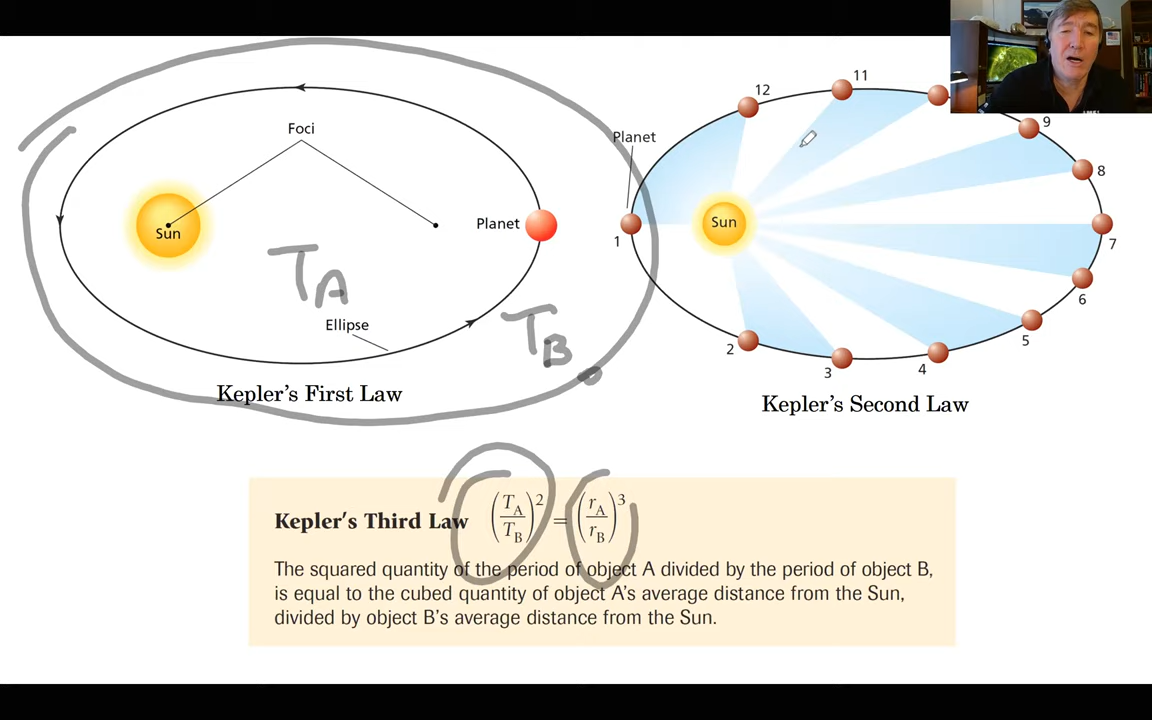 Foci
Sun
Planet
Ellipse
T_A
T_B
Kepler's First Law
12
11
9
8
7
6
5
4
3
2
1
Planet
Sun
Kepler's Second Law
Kepler's Third Law (T_A/T_B)² = (r_A/r_B)³
The squared quantity of the period of object A divided by the period of object B,
is equal to the cubed quantity of object A's average distance from the Sun,
divided by object B's average distance from the Sun.